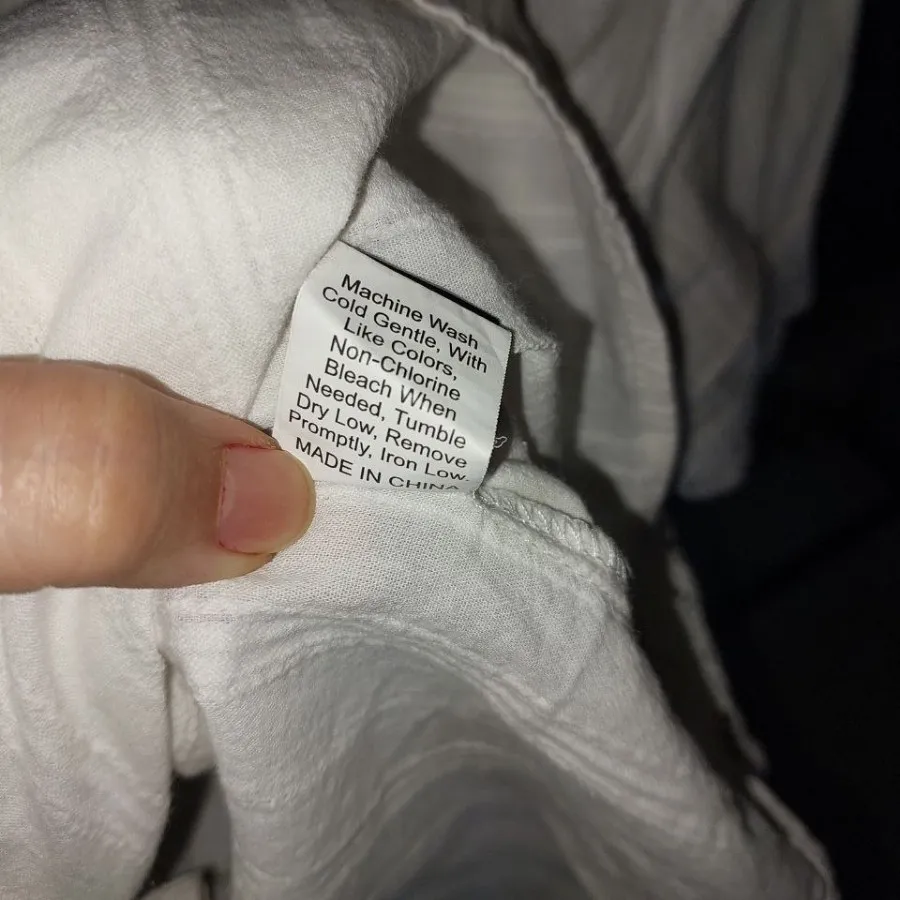 Machine Wash
Cold Gentle, With
Like Colors,
Non-Chlorine
Bleach When
Needed, Tumble
Dry Low, Remove
Promptly, Iron Low.
MADE IN CHINA